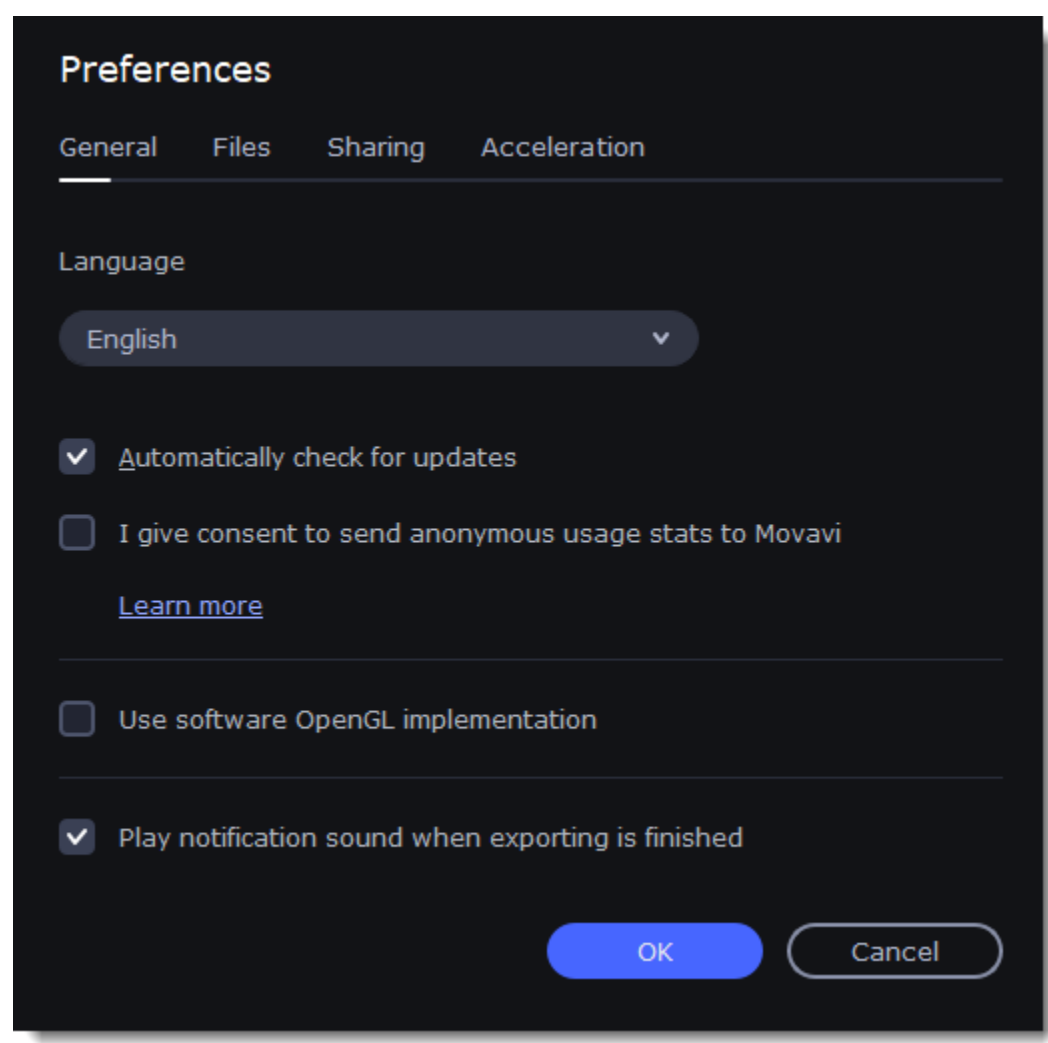 Preferences
General Files Sharing Acceleration
Language
English
Automatically check for updates
I give consent to send anonymous usage stats to Movavi
Learn more
Use software OpenGL implementation
Play notification sound when exporting is finished
OK Cancel